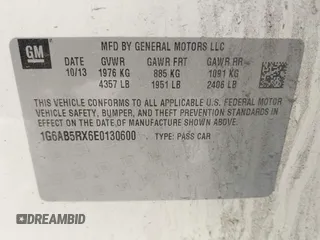 GM
MFD BY GENERAL MOTORS LLC
DATE GVWR GAWR FRT GAWR RR
10/13 1976 KG 885 KG 1091 KG
4357 LB 1951 LB 2406 LB
THIS VEHICLE CONFORMS TO ALL APPLICABLE U.S. FEDERAL MOTOR
VEHICLE SAFETY, BUMPER, AND THEFT PREVENTION STANDARDS IN
EFFECT ON THE DATE OF MANUFACTURE SHOWN ABOVE.
1G6AB5RX6E0130600 TYPE: PASS CAR
DREAMBID